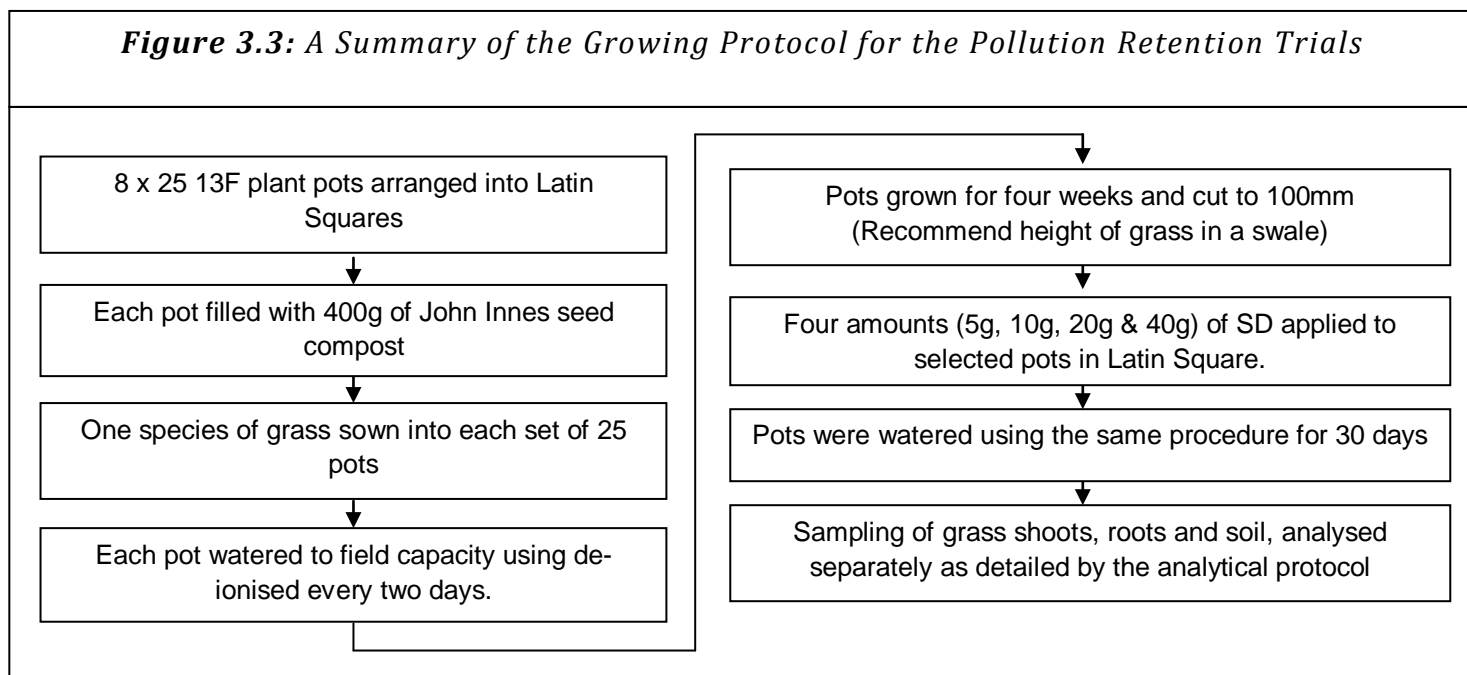 Figure 3.3: A Summary of the Growing Protocol for the Pollution Retention Trials
8 x 25 13F plant pots arranged into Latin
Squares
Each pot filled with 400g of John Innes seed
compost
One species of grass sown into each set of 25
pots
Each pot watered to field capacity using de-
ionised every two days.
Pots grown for four weeks and cut to 100mm
(Recommend height of grass in a swale)
Four amounts (5g, 10g, 20g & 40g) of SD applied to
selected pots in Latin Square.
Pots were watered using the same procedure for 30 days
Sampling of grass shoots, roots and soil, analysed
separately as detailed by the analytical protocol